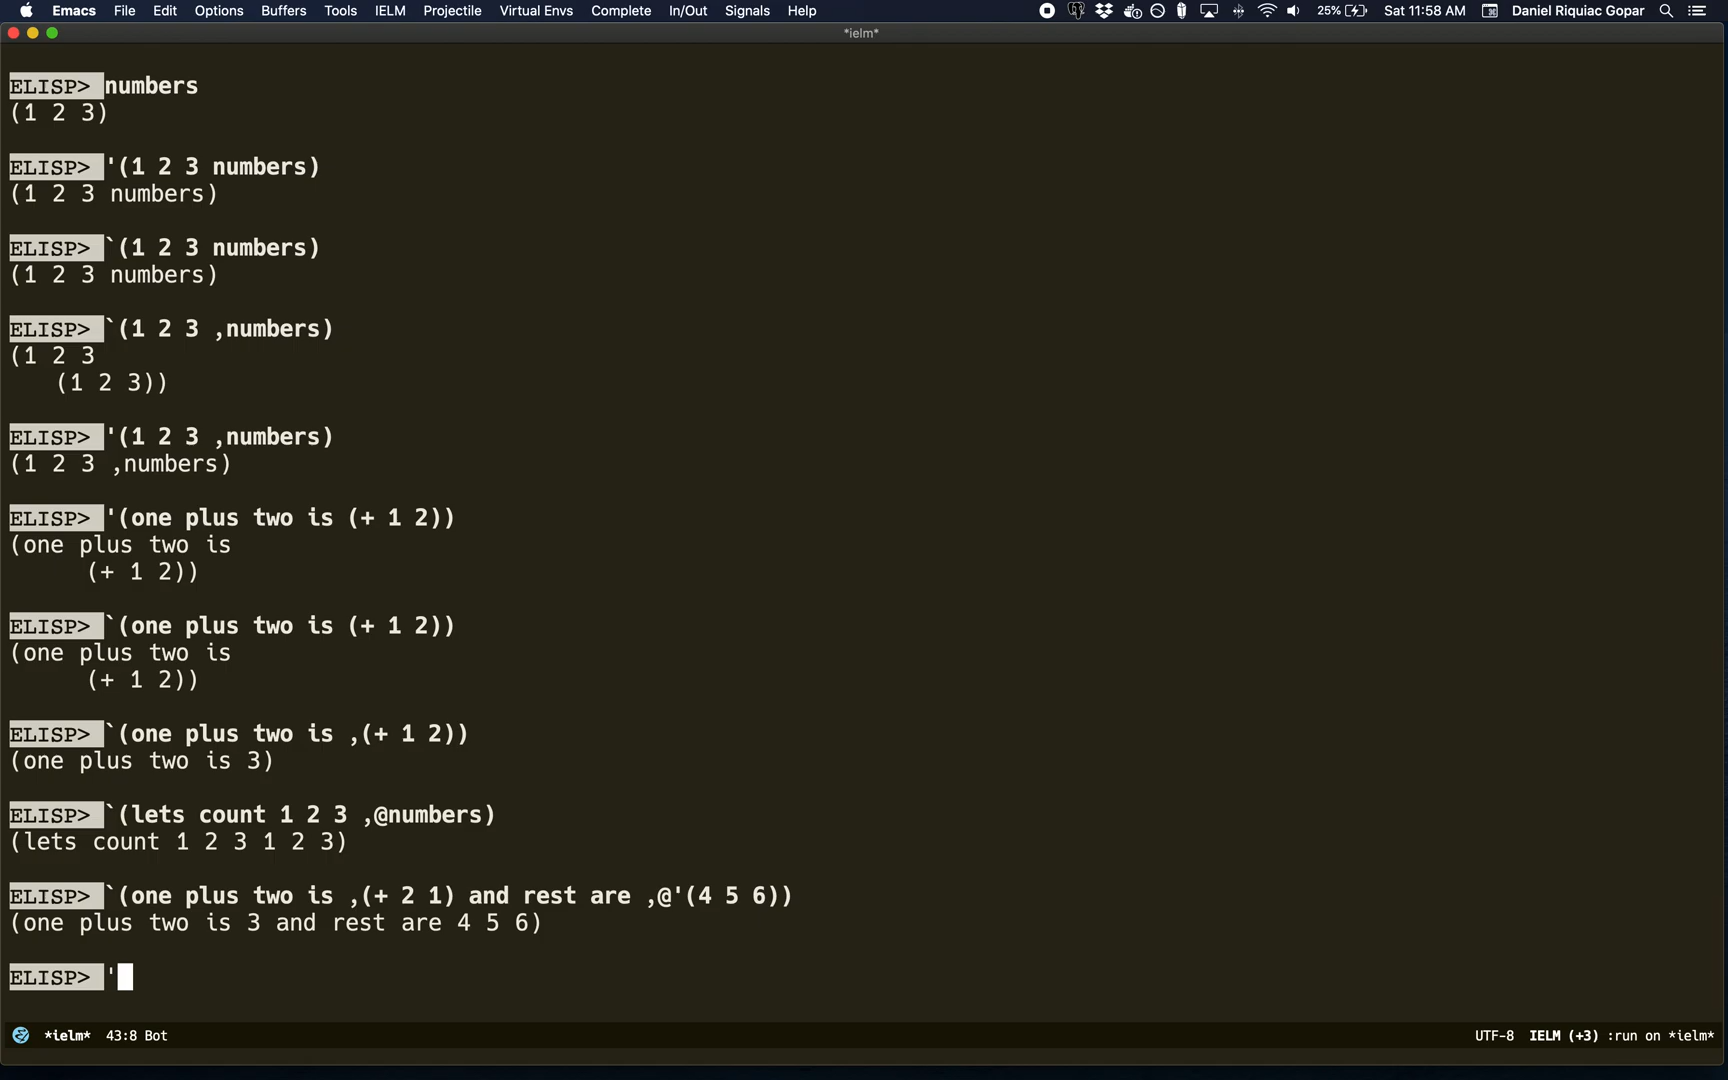 Emacs File Edit Options Buffers Tools IELM Projectile Virtual Envs Complete In/Out Signals Help 25% Sat 11:58 AM Daniel Riquiac Gopar
*ielm*
ELISP> numbers
(1 2 3)
ELISP> '(1 2 3 numbers)
(1 2 3 numbers)
ELISP> `(1 2 3 numbers)
(1 2 3 numbers)
ELISP> `(1 2 3 ,numbers)
(1 2 3
(1 2 3))
ELISP> '(1 2 3 ,numbers)
(1 2 3 ,numbers)
ELISP> '(one plus two is (+ 1 2))
(one plus two is
(+ 1 2))
ELISP> `(one plus two is (+ 1 2))
(one plus two is
(+ 1 2))
ELISP> `(one plus two is ,(+ 1 2))
(one plus two is 3)
ELISP> `(lets count 1 2 3 ,@numbers)
(lets count 1 2 3 1 2 3)
ELISP> `(one plus two is ,(+ 2 1) and rest are ,@'(4 5 6))
(one plus two is 3 and rest are 4 5 6)
ELISP> '
*ielm* 43:8 Bot UTF-8 IELM (+3) :run on *ielm*